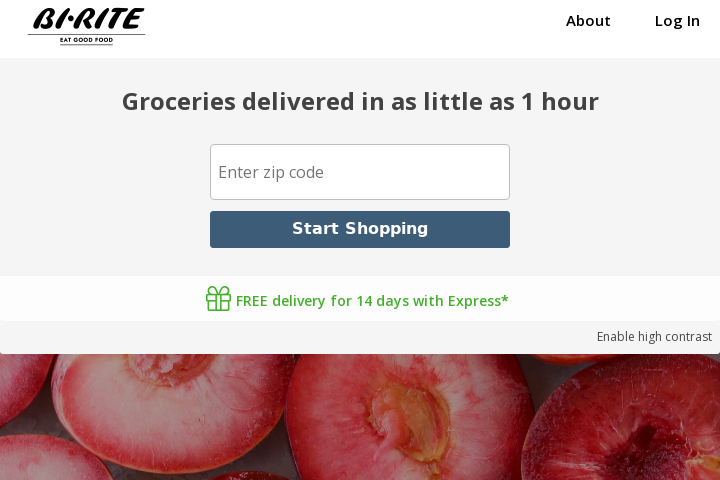 BI-RITE
EAT GOOD FOOD
About
Log In
Groceries delivered in as little as 1 hour
Enter zip code
Start Shopping
FREE delivery for 14 days with Express*
Enable high contrast